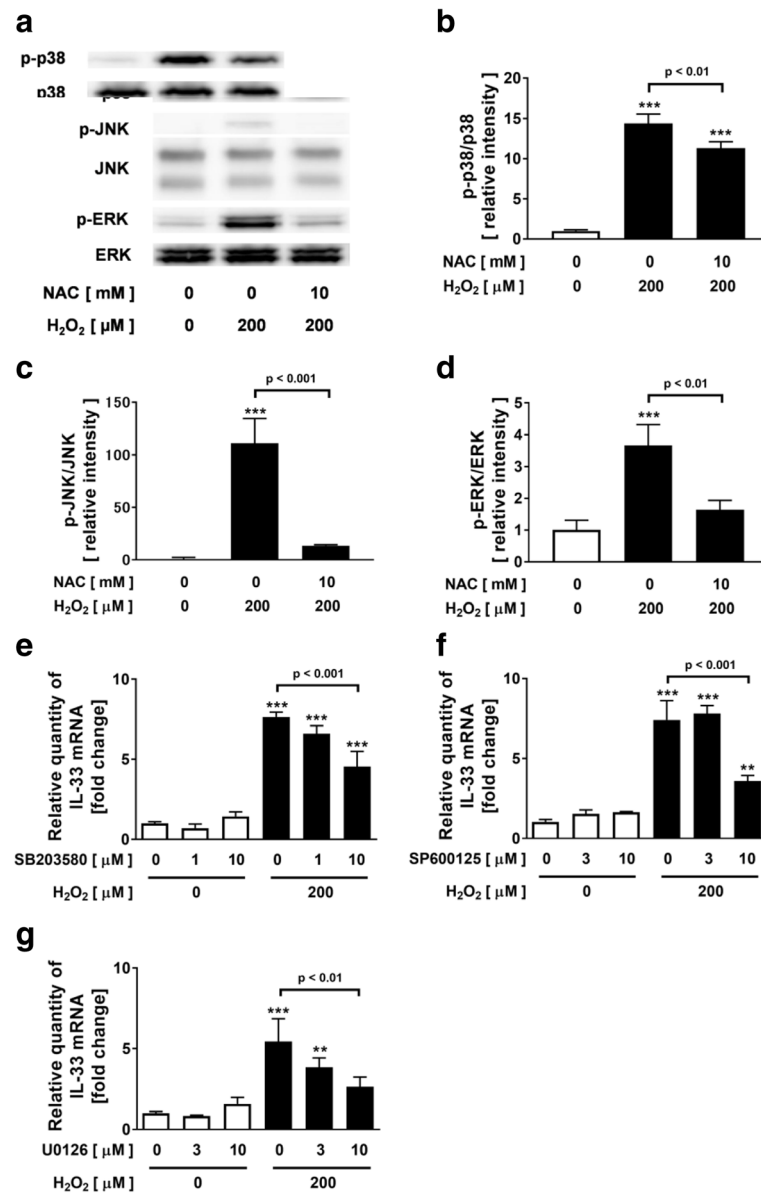 a
p-p38
p38
p-JNK
JNK
p-ERK
ERK
NAC [ mM ] 0 0 10
H₂O₂ [ µM ] 0 200 200
b
p < 0.01
***
***
p-p38/p38
[ relative intensity ]
20
15
10
5
0
NAC [ mM ] 0 0 10
H₂O₂ [ µM ] 0 200 200
c
p < 0.001
***
p-JNK/JNK
[ relative intensity ]
150
100
50
0
NAC [ mM ] 0 0 10
H₂O₂ [ µM ] 0 200 200
d
p < 0.01
***
p-ERK/ERK
[ relative intensity ]
5
4
3
2
1
0
NAC [ mM ] 0 0 10
H₂O₂ [ µM ] 0 200 200
e
p < 0.001
*** *** ***
Relative quantity of
IL-33 mRNA
[fold change]
10
5
0
SB203580 [ µM ] 0 1 10 0 1 10
H₂O₂ [ µM ] 0 200
f
p < 0.001
*** *** **
Relative quantity of
IL-33 mRNA
[fold change]
10
5
0
SP600125 [ µM ] 0 3 10 0 3 10
H₂O₂ [ µM ] 0 200
g
p < 0.01
*** **
Relative quantity of
IL-33 mRNA
[fold change]
10
5
0
U0126 [ µM ] 0 3 10 0 3 10
H₂O₂ [ µM ] 0 200